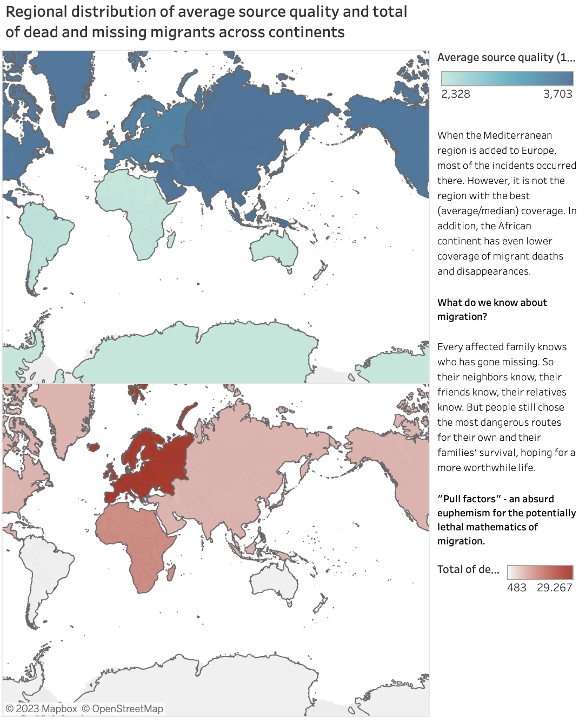 Regional distribution of average source quality and total
of dead and missing migrants across continents
Average source quality (1...
2,328 3,703
When the Mediterranean
region is added to Europe,
most of the incidents occurred
there. However, it is not the
region with the best
(average/median) coverage. In
addition, the African
continent has even lower
coverage of migrant deaths
and disappearances.
What do we know about
migration?
Every affected family knows
who has gone missing. So
their neighbors know, their
friends know, their relatives
know. But people still chose
the most dangerous routes
for their own and their
families' survival, hoping for a
more worthwhile life.
"Pull factors" - an absurd
euphemism for the potentially
lethal mathematics of
migration.
Total of de...
483 29.267
© 2023 Mapbox © OpenStreetMap